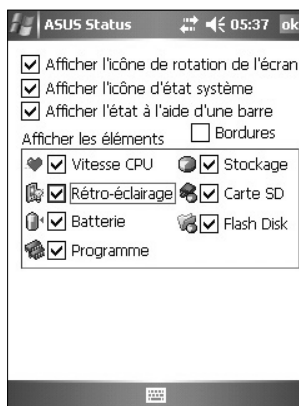 ASUS Status 05:37 ok
Afficher l'icône de rotation de l'écran
Afficher l'icône d'état système
Afficher l'état à l'aide d'une barre
Afficher les éléments Bordures
Vitesse CPU Stockage
Rétro-éclairage Carte SD
Batterie Flash Disk
Programme